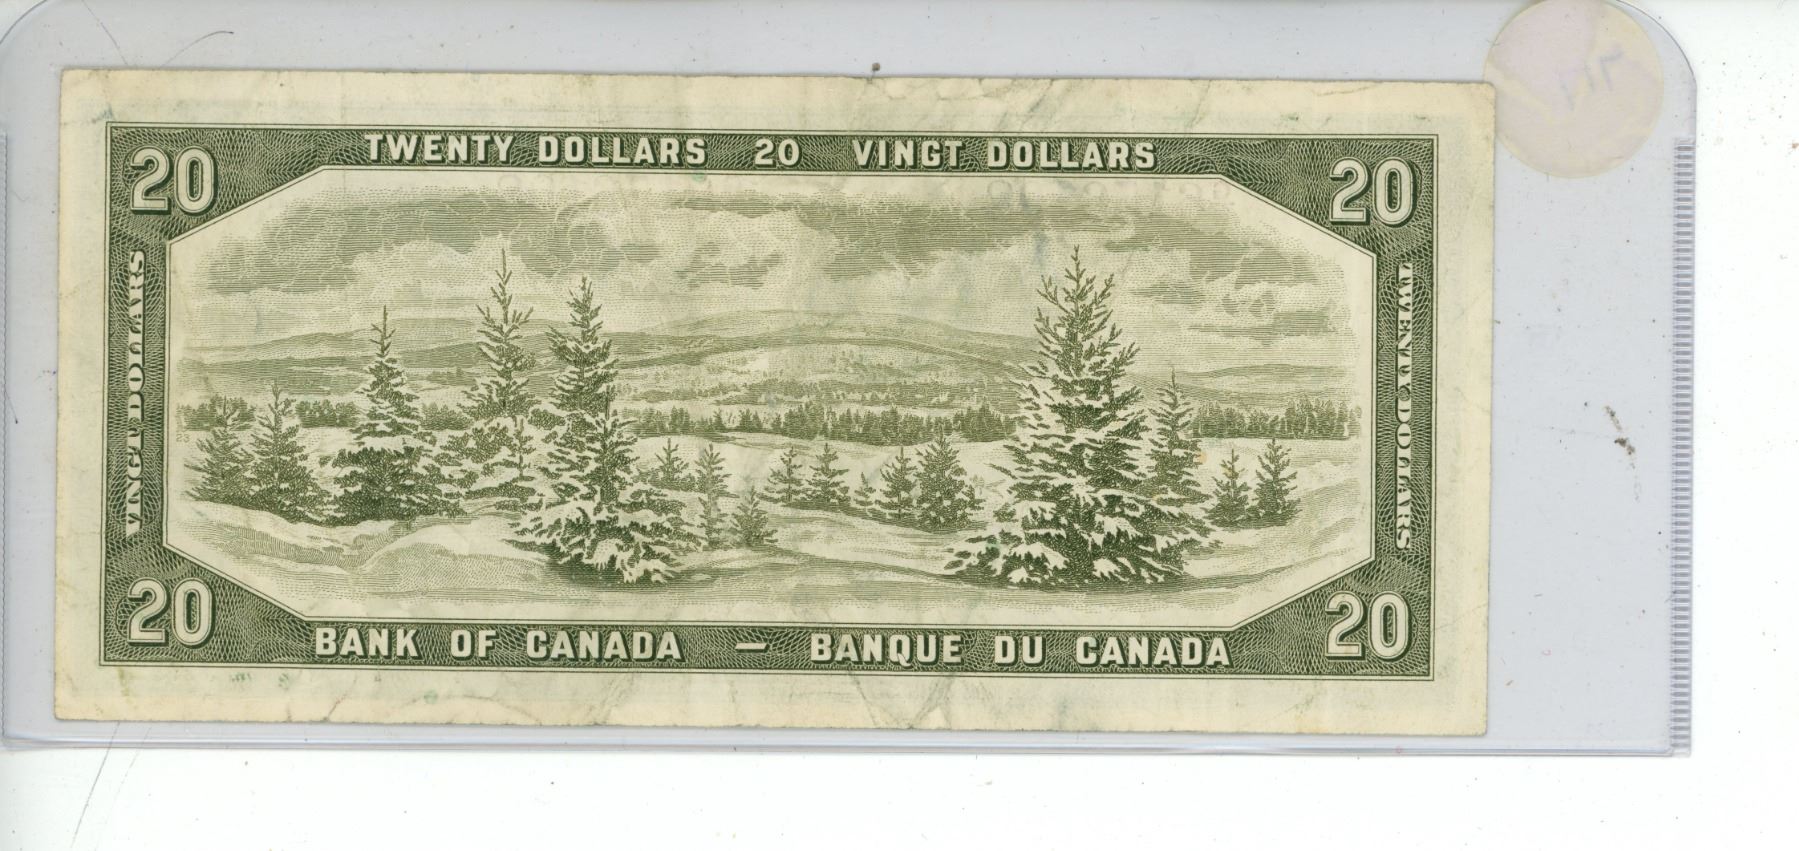 TWENTY DOLLARS 20 VINGT DOLLARS
20
20
VINGT DOLLARS
TWENTY DOLLARS
23
20
20
BANK OF CANADA — BANQUE DU CANADA